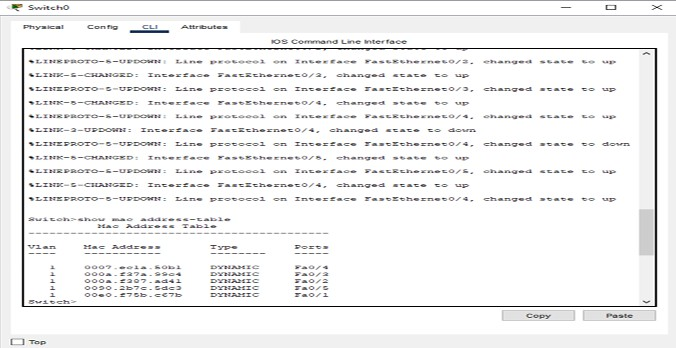 Switch0
Physical Config CLI Attributes
IOS Command Line Interface
%LINEPROTO-5-UPDOWN: Line protocol on Interface FastEthernet0/2, changed state to up
%LINK-5-CHANGED: Interface FastEthernet0/3, changed state to up
%LINEPROTO-5-UPDOWN: Line protocol on Interface FastEthernet0/3, changed state to up
%LINK-5-CHANGED: Interface FastEthernet0/4, changed state to up
%LINEPROTO-5-UPDOWN: Line protocol on Interface FastEthernet0/4, changed state to up
%LINK-3-UPDOWN: Interface FastEthernet0/4, changed state to down
%LINEPROTO-5-UPDOWN: Line protocol on Interface FastEthernet0/4, changed state to down
%LINK-5-CHANGED: Interface FastEthernet0/5, changed state to up
%LINEPROTO-5-UPDOWN: Line protocol on Interface FastEthernet0/5, changed state to up
%LINK-5-CHANGED: Interface FastEthernet0/4, changed state to up
%LINEPROTO-5-UPDOWN: Line protocol on Interface FastEthernet0/4, changed state to up
Switch>show mac address-table
Mac Address Table
-------------------------------------------
Vlan Mac Address Type Ports
---- ----------- -------- -----
1 0007.ec1a.50b1 DYNAMIC Fa0/4
1 000a.f37a.99c4 DYNAMIC Fa0/3
1 000a.f387.ad41 DYNAMIC Fa0/2
1 0090.2b7c.5dc3 DYNAMIC Fa0/5
1 00e0.f75b.c67b DYNAMIC Fa0/1
Switch>
Copy Paste
Top